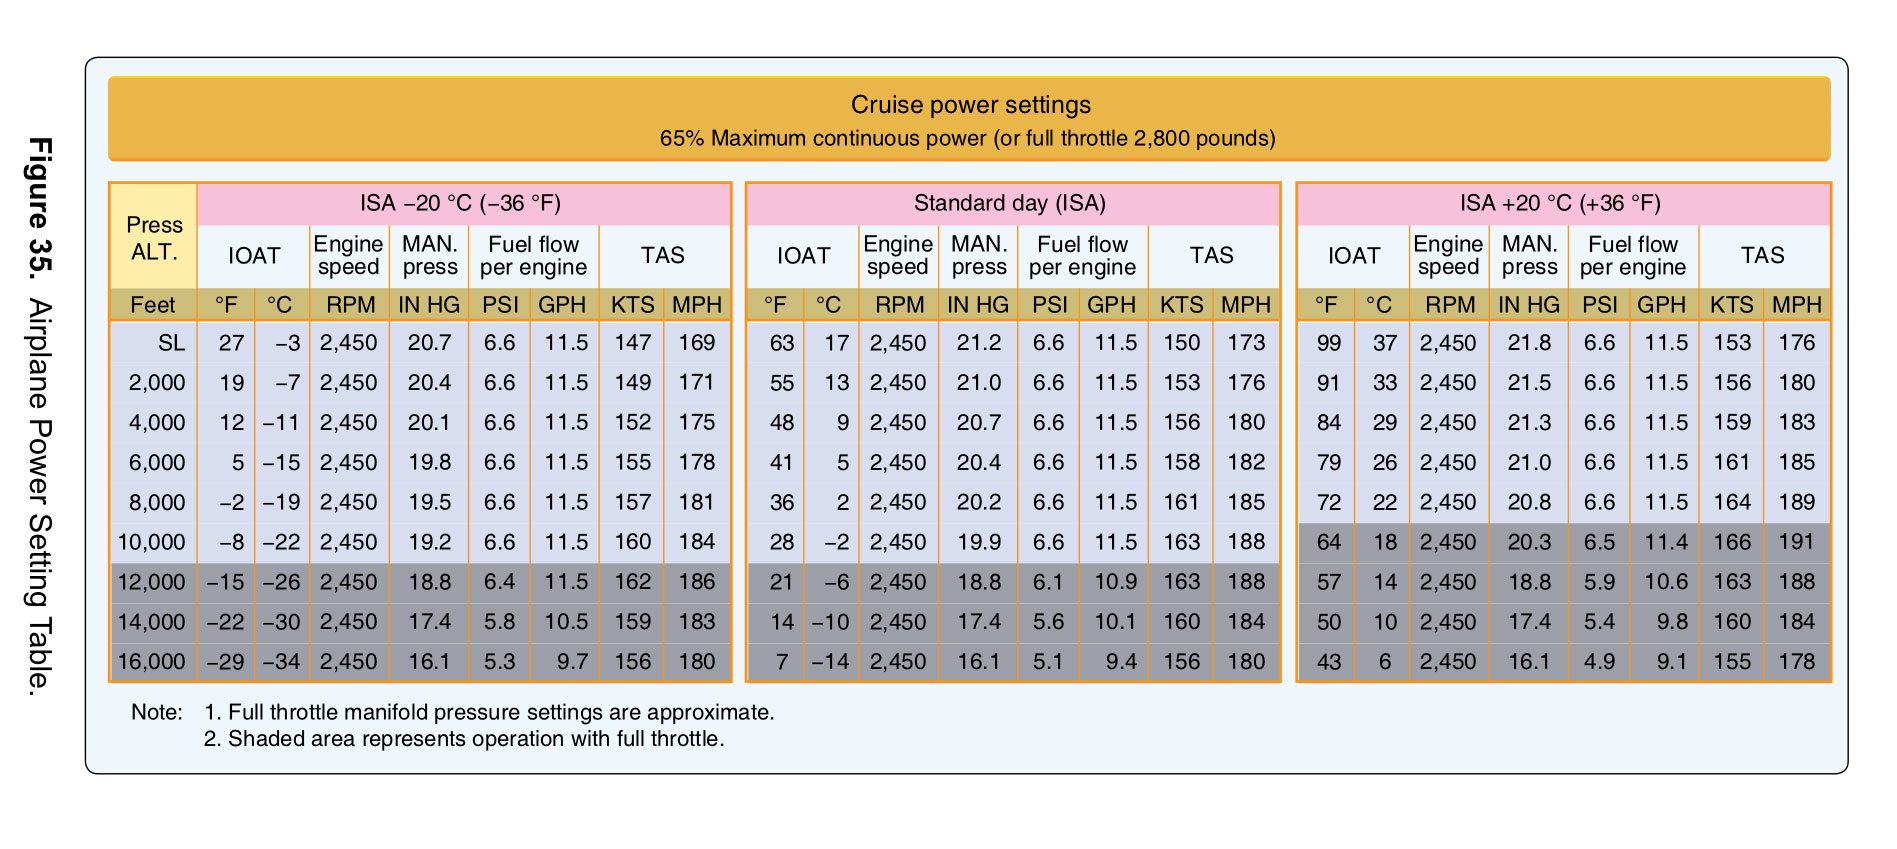 Figure 35. Airplane Power Setting Table.
Cruise power settings
65% Maximum continuous power (or full throttle 2,800 pounds)
Press ALT. ISA −20 °C (−36 °F) Standard day (ISA) ISA +20 °C (+36 °F)
IOAT Engine speed MAN. press Fuel flow per engine TAS IOAT Engine speed MAN. press Fuel flow per engine TAS IOAT Engine speed MAN. press Fuel flow per engine TAS
Feet °F °C RPM IN HG PSI GPH KTS MPH °F °C RPM IN HG PSI GPH KTS MPH °F °C RPM IN HG PSI GPH KTS MPH
SL 27 −3 2,450 20.7 6.6 11.5 147 169 63 17 2,450 21.2 6.6 11.5 150 173 99 37 2,450 21.8 6.6 11.5 153 176
2,000 19 −7 2,450 20.4 6.6 11.5 149 171 55 13 2,450 21.0 6.6 11.5 153 176 91 33 2,450 21.5 6.6 11.5 156 180
4,000 12 −11 2,450 20.1 6.6 11.5 152 175 48 9 2,450 20.7 6.6 11.5 156 180 84 29 2,450 21.3 6.6 11.5 159 183
6,000 5 −15 2,450 19.8 6.6 11.5 155 178 41 5 2,450 20.4 6.6 11.5 158 182 79 26 2,450 21.0 6.6 11.5 161 185
8,000 −2 −19 2,450 19.5 6.6 11.5 157 181 36 2 2,450 20.2 6.6 11.5 161 185 72 22 2,450 20.8 6.6 11.5 164 189
10,000 −8 −22 2,450 19.2 6.6 11.5 160 184 28 −2 2,450 19.9 6.6 11.5 163 188 64 18 2,450 20.3 6.5 11.4 166 191
12,000 −15 −26 2,450 18.8 6.4 11.5 162 186 21 −6 2,450 18.8 6.1 10.9 163 188 57 14 2,450 18.8 5.9 10.6 163 188
14,000 −22 −30 2,450 17.4 5.8 10.5 159 183 14 −10 2,450 17.4 5.6 10.1 160 184 50 10 2,450 17.4 5.4 9.8 160 184
16,000 −29 −34 2,450 16.1 5.3 9.7 156 180 7 −14 2,450 16.1 5.1 9.4 156 180 43 6 2,450 16.1 4.9 9.1 155 178
Note: 1. Full throttle manifold pressure settings are approximate.
2. Shaded area represents operation with full throttle.